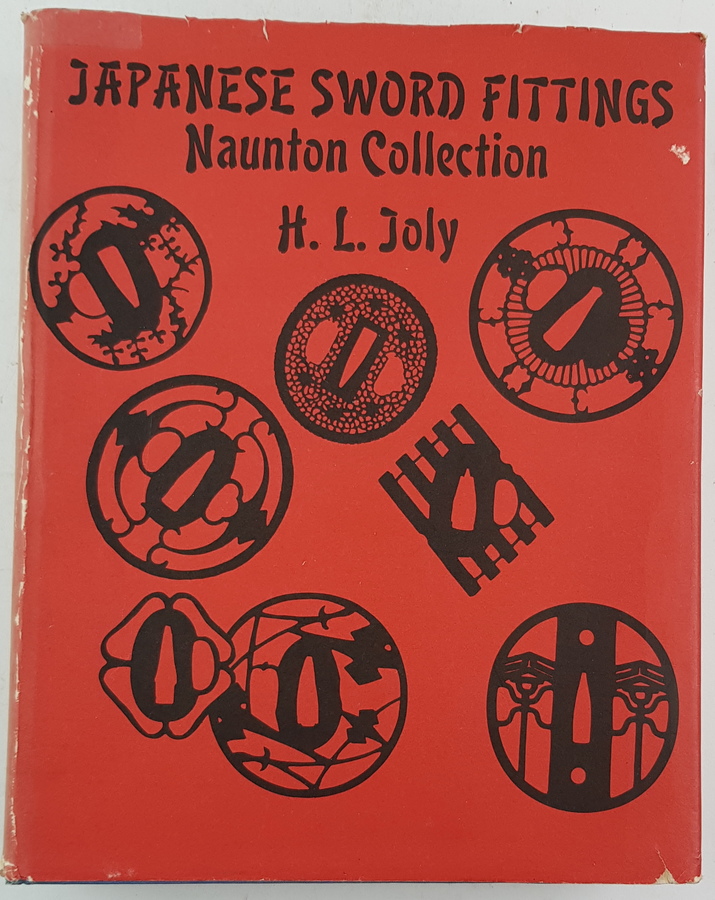 JAPANESE SWORD FITTINGS
Naunton Collection
H. L. Joly